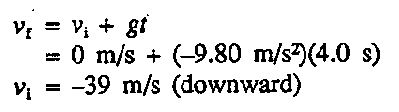 v_f = v_i + gt
= 0 m/s + (–9.80 m/s²)(4.0 s)
v_i = –39 m/s (downward)